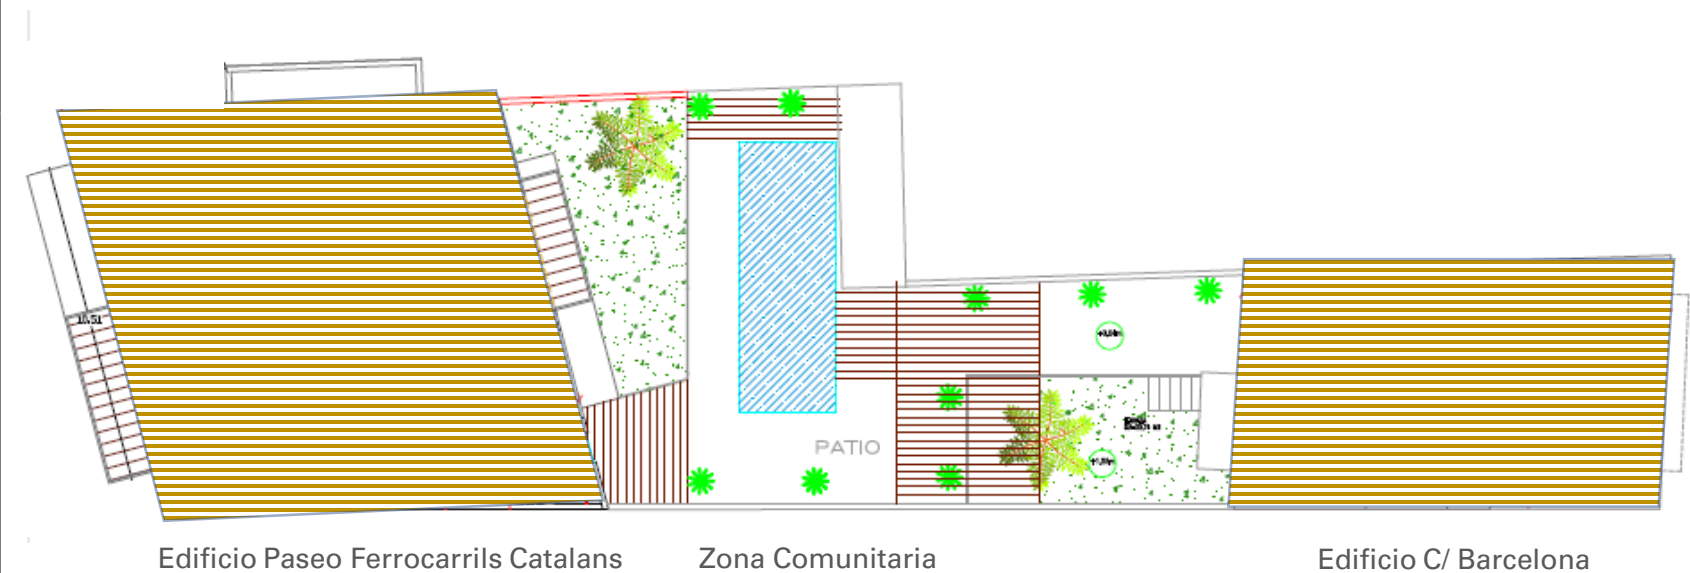 PATIO
Edificio Paseo Ferrocarrils Catalans
Zona Comunitaria
Edificio C/ Barcelona